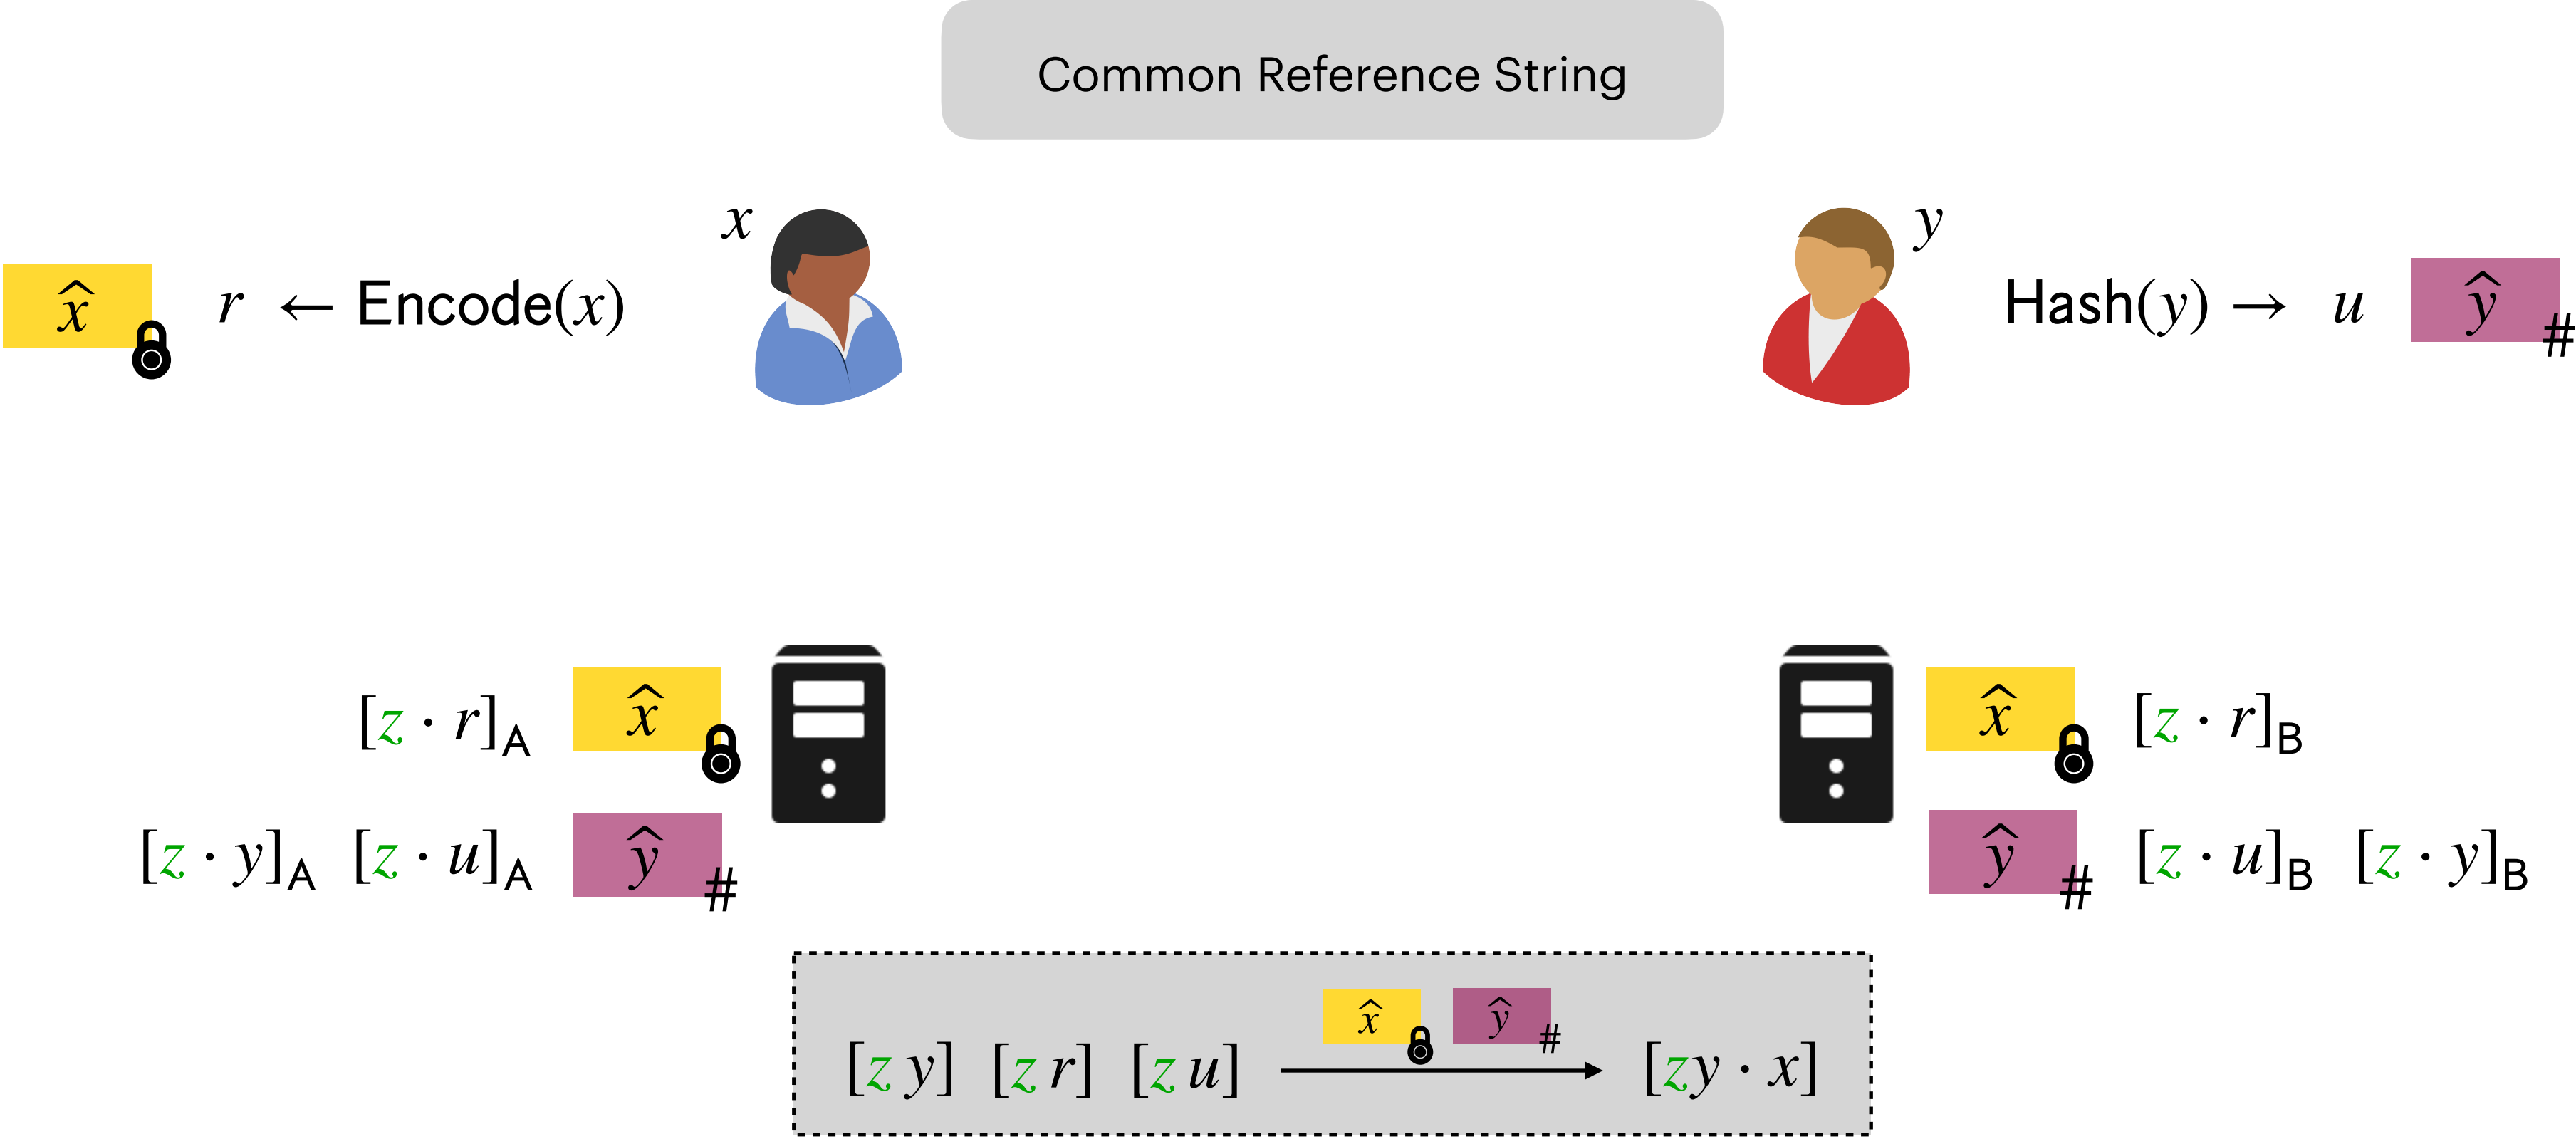 Common Reference String
x
y
x̂ r ← Encode(x)
Hash(y) → u ŷ #
[z · r]A x̂
x̂ [z · r]B
[z · y]A [z · u]A ŷ #
ŷ # [z · u]B [z · y]B
x̂ ŷ #
[z y] [z r] [z u] → [zy · x]